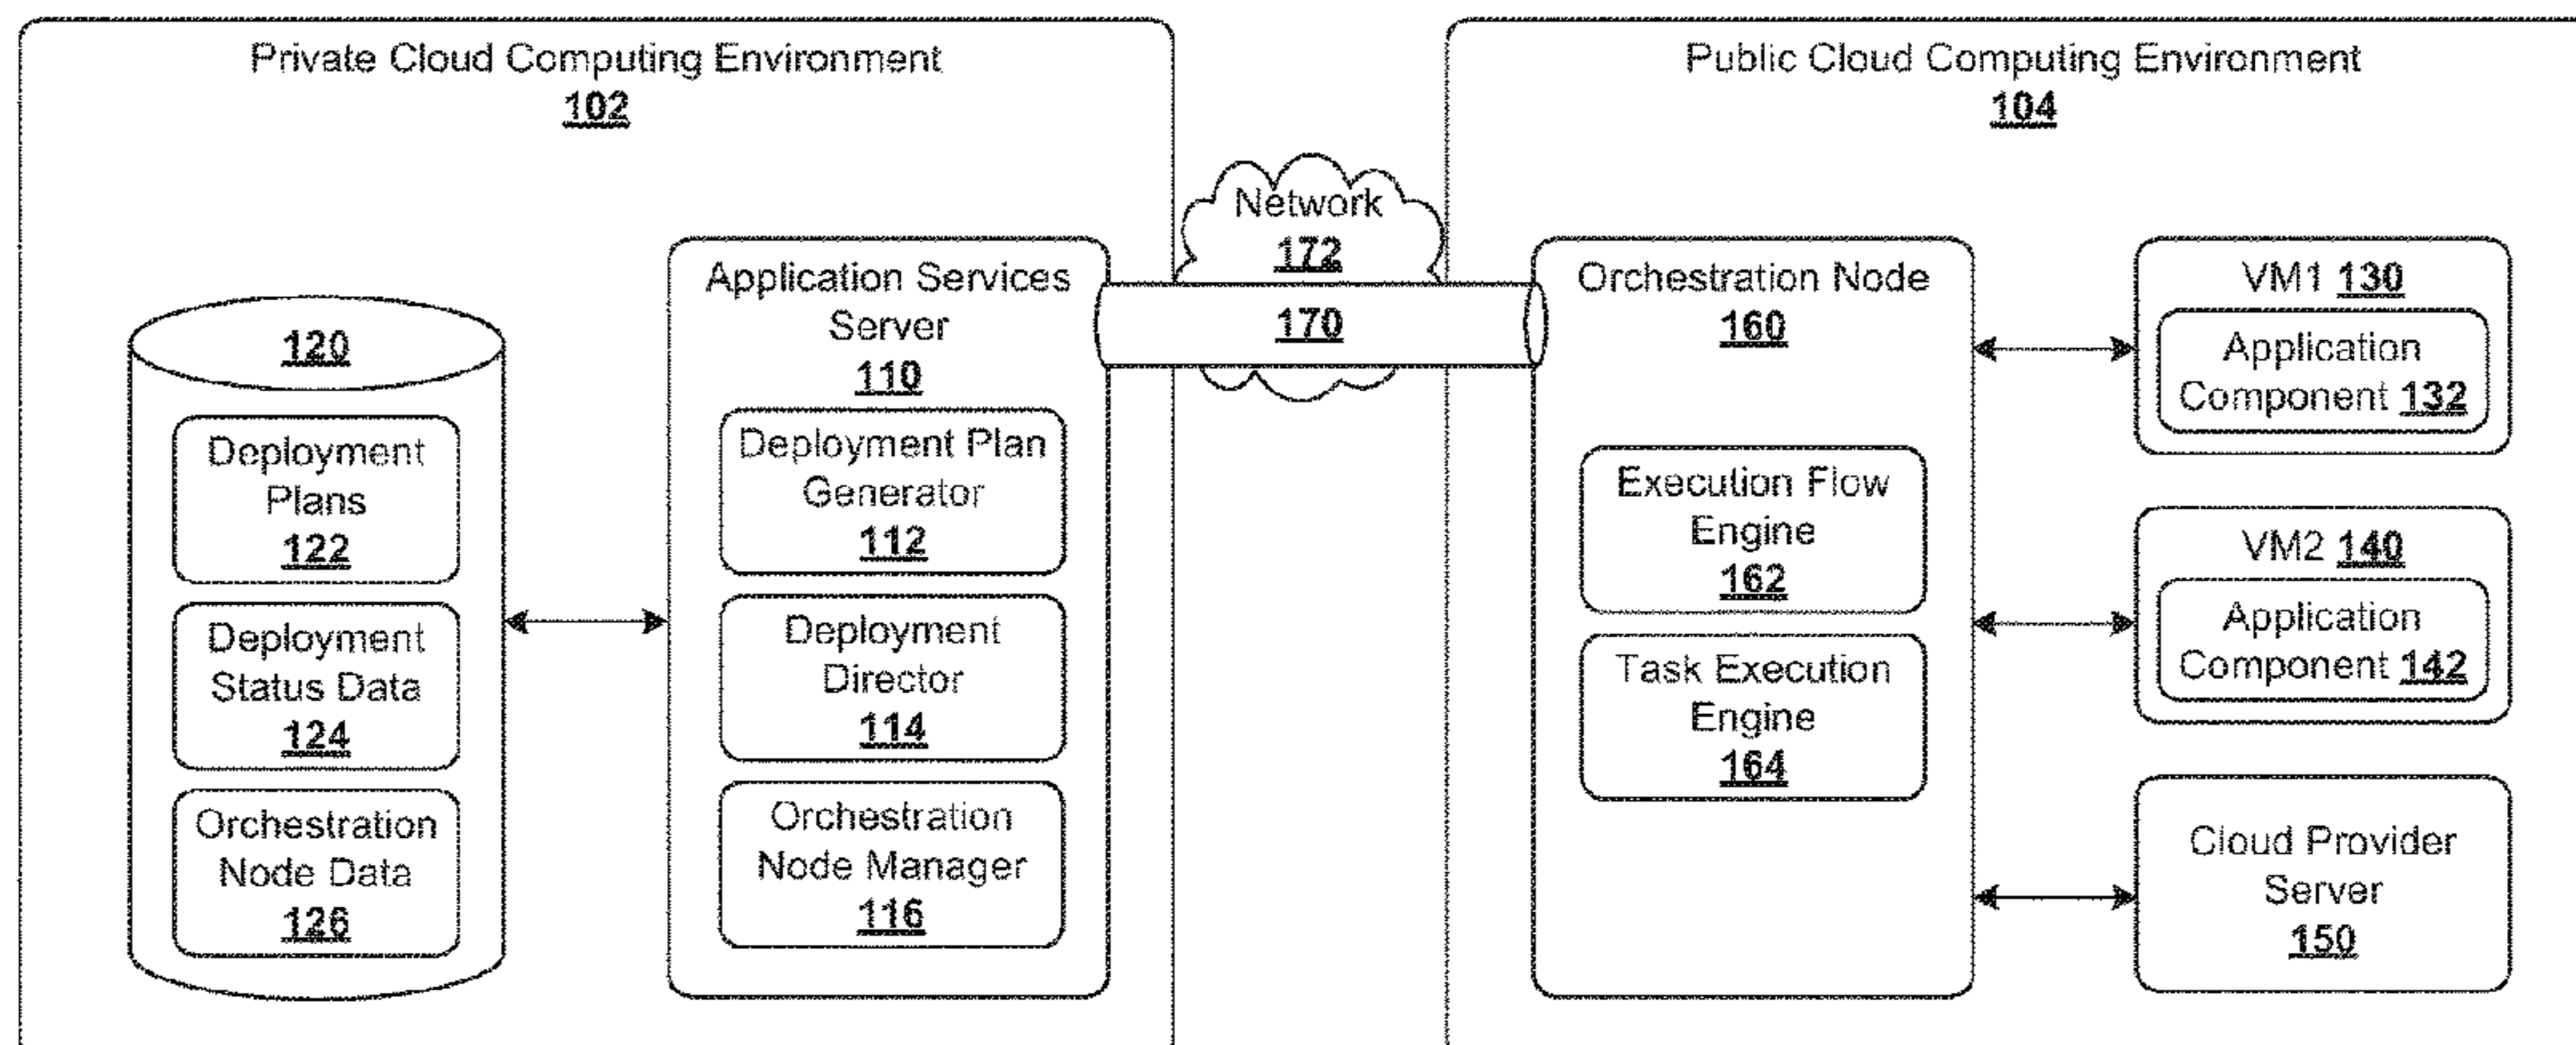 Private Cloud Computing Environment
102
120
Deployment
Plans
122
Deployment
Status Data
124
Orchestration
Node Data
126
Application Services
Server
110
Deployment Plan
Generator
112
Deployment
Director
114
Orchestration
Node Manager
116
Network
172
170
Public Cloud Computing Environment
104
Orchestration Node
160
Execution Flow
Engine
162
Task Execution
Engine
164
VM1 130
Application
Component 132
VM2 140
Application
Component 142
Cloud Provider
Server
150